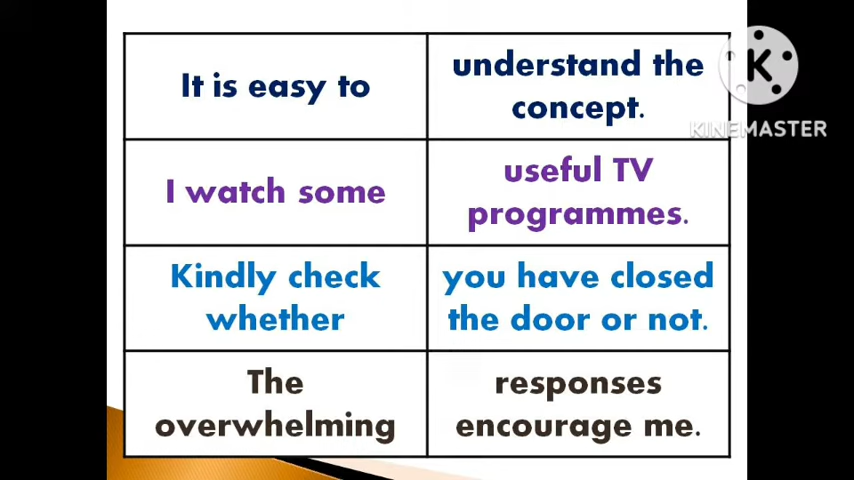 It is easy to
understand the
concept.
I watch some
useful TV
programmes.
Kindly check
whether
you have closed
the door or not.
The
overwhelming
responses
encourage me.
K
KINEMASTER